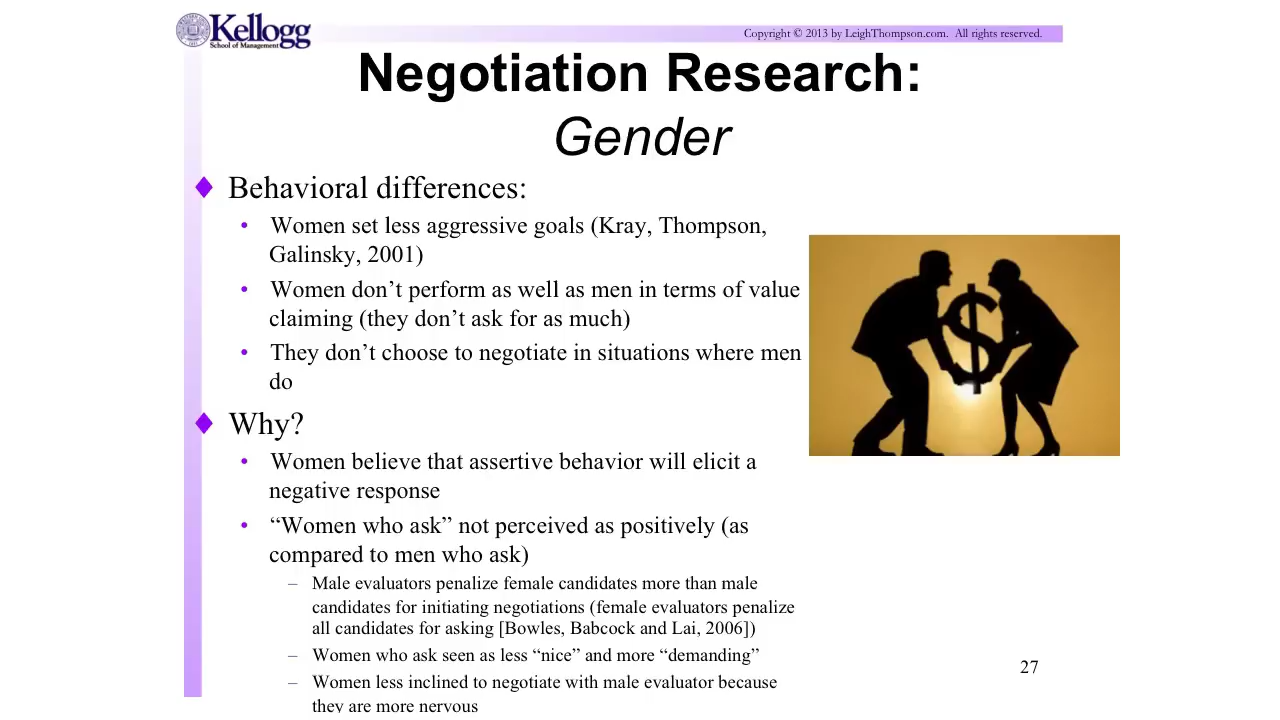 Kellogg
School of Management
Copyright © 2013 by LeighThompson.com. All rights reserved.
Negotiation Research:
Gender
♦ Behavioral differences:
• Women set less aggressive goals (Kray, Thompson,
Galinsky, 2001)
• Women don’t perform as well as men in terms of value
claiming (they don’t ask for as much)
• They don’t choose to negotiate in situations where men
do
♦ Why?
• Women believe that assertive behavior will elicit a
negative response
• “Women who ask” not perceived as positively (as
compared to men who ask)
– Male evaluators penalize female candidates more than male
candidates for initiating negotiations (female evaluators penalize
all candidates for asking [Bowles, Babcock and Lai, 2006])
– Women who ask seen as less “nice” and more “demanding”
– Women less inclined to negotiate with male evaluator because
they are more nervous
$
27